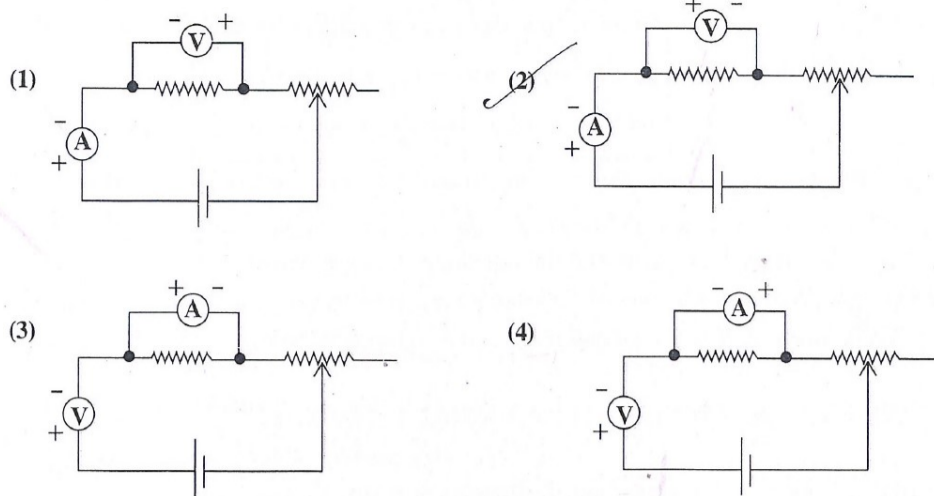 (1) - V +
- A +
(2) + - V
- A +
(3) + A -
- V +
(4) - A +
- V +